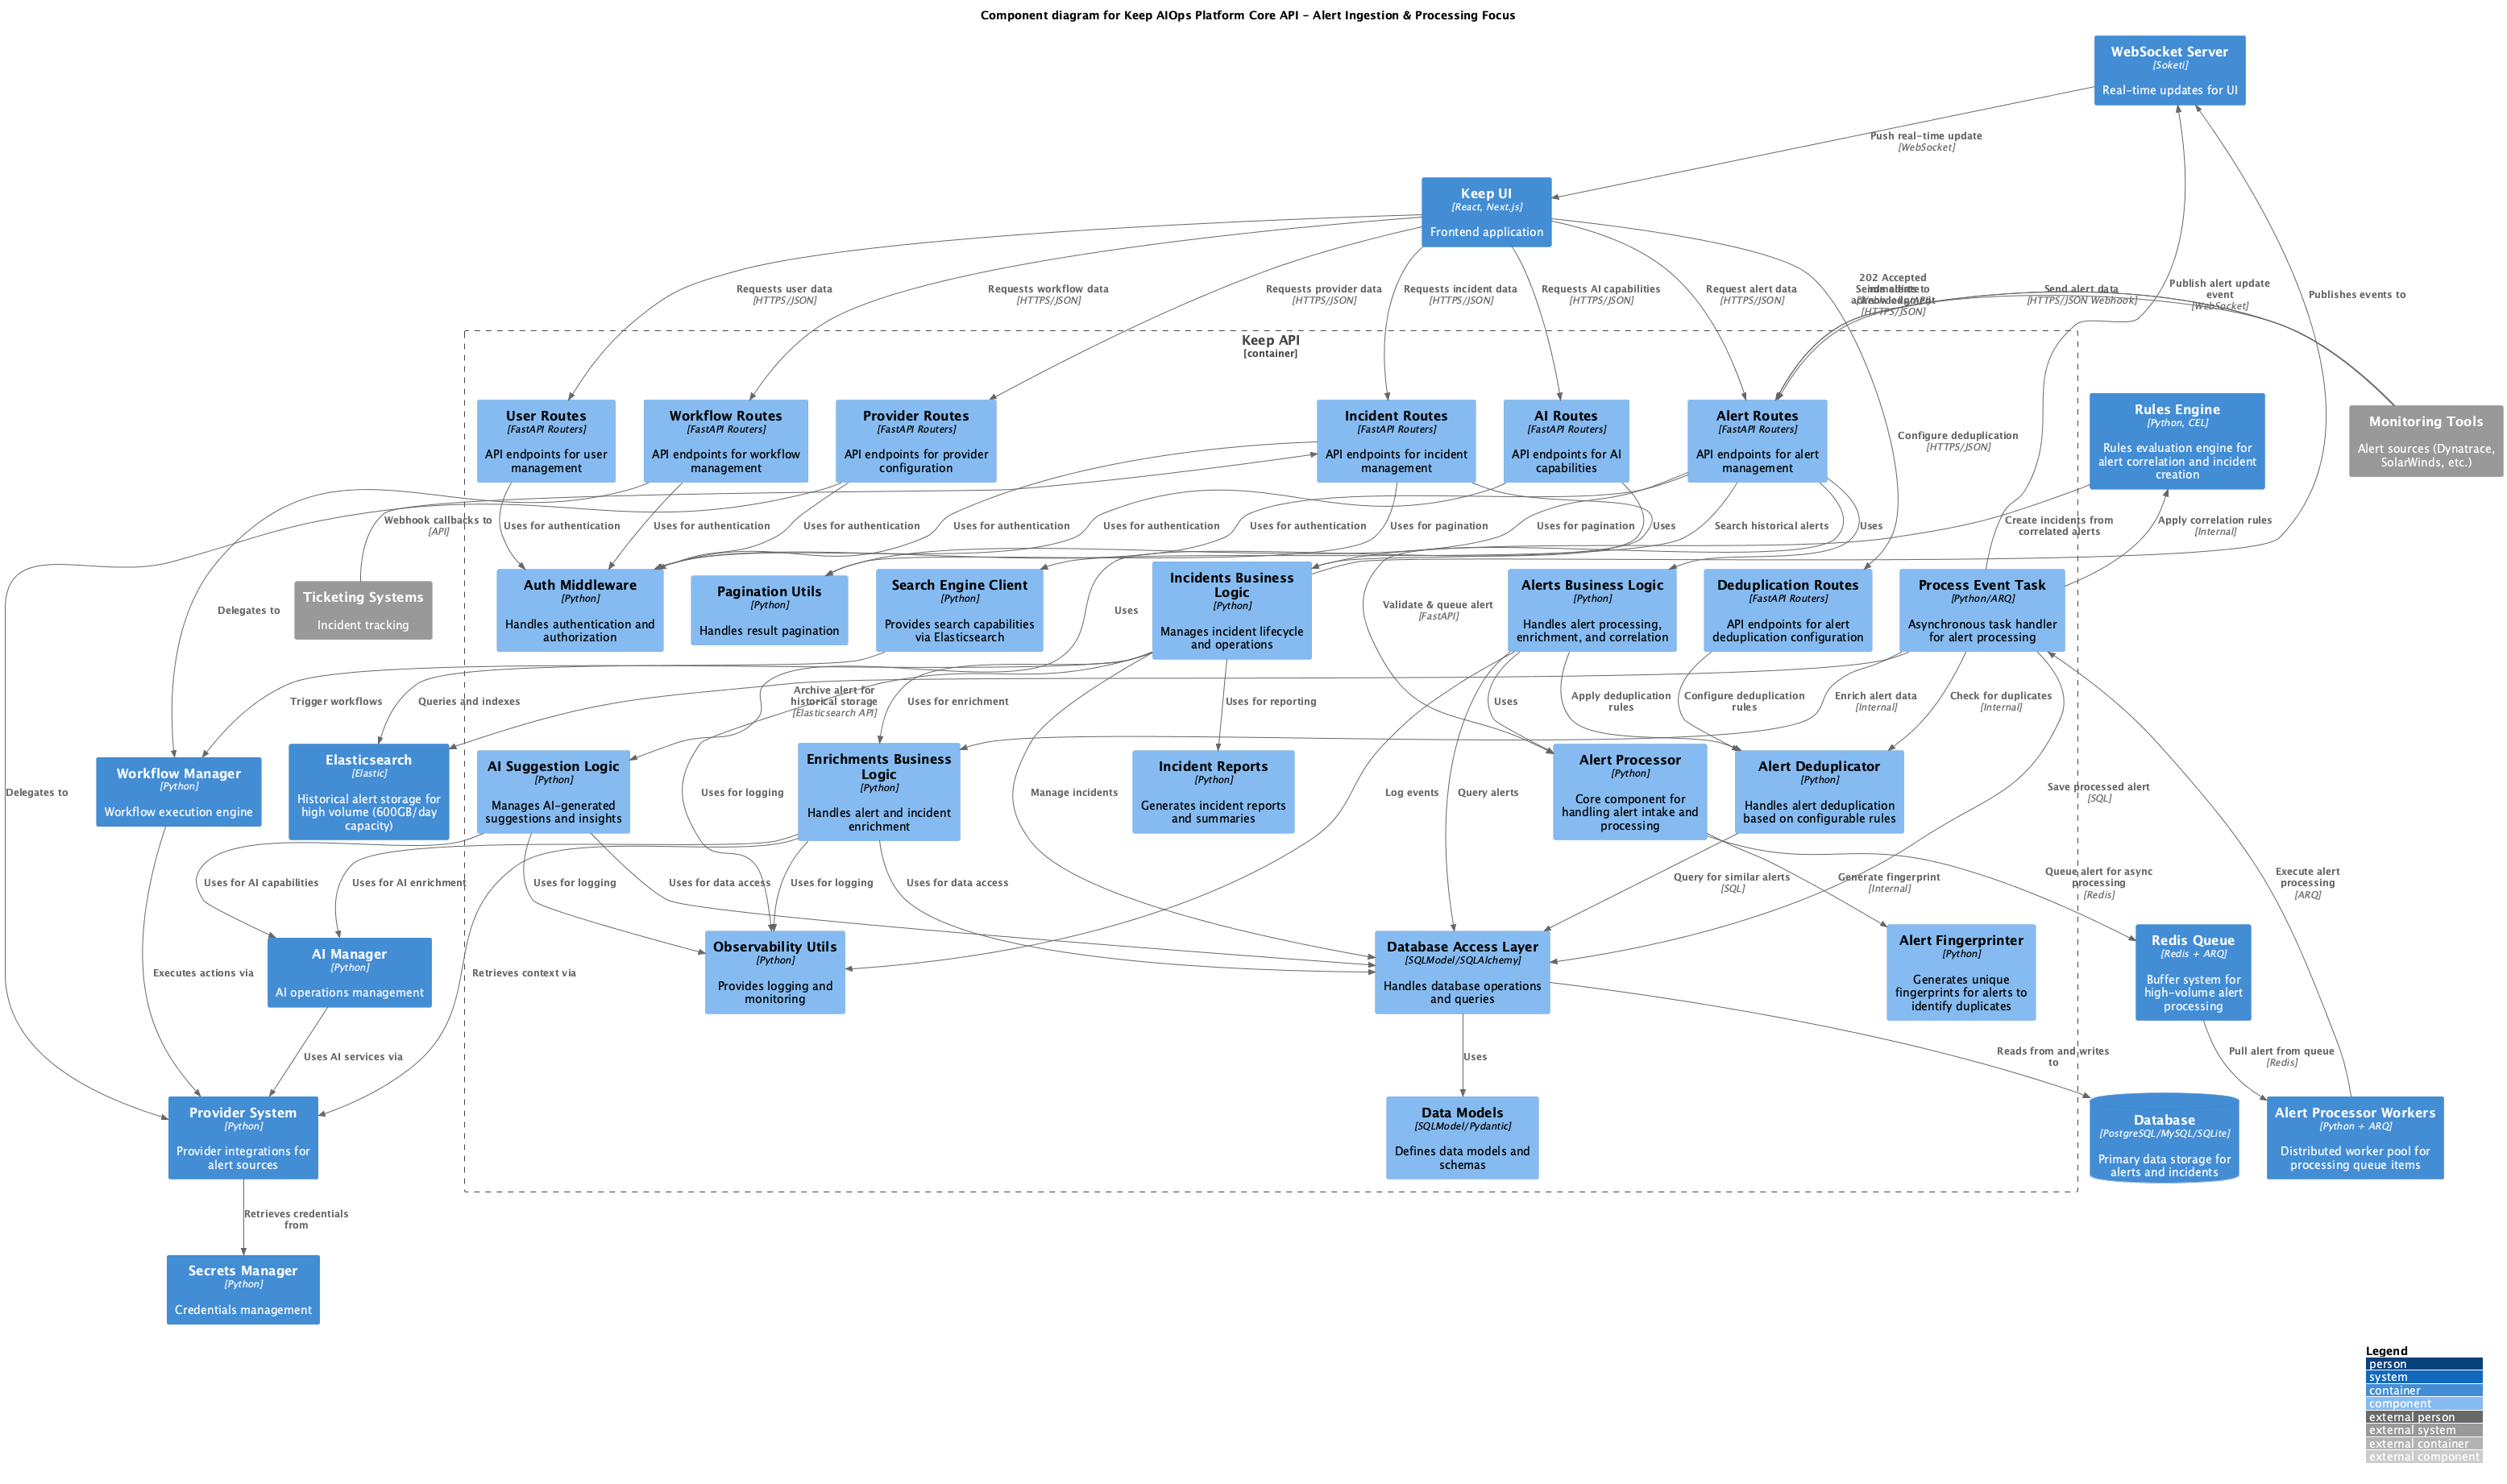 Component diagram for Keep AIOps Platform Core API - Alert Ingestion & Processing Focus
WebSocket Server
[Soketi]
Real-time updates for UI
Push real-time update
[WebSocket]
Keep UI
[React, Next.js]
Frontend application
Requests user data
[HTTPS/JSON]
Requests workflow data
[HTTPS/JSON]
Requests provider data
[HTTPS/JSON]
Requests incident data
[HTTPS/JSON]
Requests AI capabilities
[HTTPS/JSON]
Request alert data
[HTTPS/JSON]
202 Accepted
[HTTPS/JSON]
Send alert data
[HTTPS/JSON Webhook]
Publish alert update
event
[WebSocket]
Publishes events to
Keep API
[container]
User Routes
[FastAPI Routers]
API endpoints for user
management
Workflow Routes
[FastAPI Routers]
API endpoints for workflow
management
Provider Routes
[FastAPI Routers]
API endpoints for provider
configuration
Incident Routes
[FastAPI Routers]
API endpoints for incident
management
AI Routes
[FastAPI Routers]
API endpoints for AI
capabilities
Alert Routes
[FastAPI Routers]
API endpoints for alert
management
Configure deduplication
[HTTPS/JSON]
Rules Engine
[Python, CEL]
Rules evaluation engine for
alert correlation and incident
creation
Monitoring Tools
Alert sources (Dynatrace,
SolarWinds, etc.)
Webhook callbacks to
[API]
Uses for authentication
Uses for authentication
Uses for authentication
Uses for authentication
Uses for authentication
Uses for authentication
Uses for pagination
Uses for pagination
Uses
Search historical alerts
Uses
Create incidents from
correlated alerts
Apply correlation rules
[Internal]
Delegates to
Ticketing Systems
Incident tracking
Auth Middleware
[Python]
Handles authentication and
authorization
Pagination Utils
[Python]
Handles result pagination
Search Engine Client
[Python]
Provides search capabilities
via Elasticsearch
Uses
Incidents Business
Logic
[Python]
Manages incident lifecycle
and operations
Validate & queue alert
[FastAPI]
Alerts Business Logic
[Python]
Handles alert processing,
enrichment, and correlation
Deduplication Routes
[FastAPI Routers]
API endpoints for alert
deduplication configuration
Process Event Task
[Python/ARQ]
Asynchronous task handler
for alert processing
Trigger workflows
Queries and indexes
Archive alert for
historical storage
[Elasticsearch API]
Uses for enrichment
Uses for reporting
Uses
Apply deduplication
rules
Configure deduplication
rules
Enrich alert data
[Internal]
Check for duplicates
[Internal]
Delegates to
Workflow Manager
[Python]
Workflow execution engine
Elasticsearch
[Elastic]
Historical alert storage for
high volume (600GB/day
capacity)
AI Suggestion Logic
[Python]
Manages AI-generated
suggestions and insights
Uses for logging
Enrichments Business
Logic
[Python]
Handles alert and incident
enrichment
Manage incidents
Incident Reports
[Python]
Generates incident reports
and summaries
Log events
Query alerts
Alert Processor
[Python]
Core component for
handling alert intake and
processing
Alert Deduplicator
[Python]
Handles alert deduplication
based on configurable rules
Save processed alert
[SQL]
Uses for AI capabilities
Uses for AI enrichment
Uses for logging
Uses for data access
Uses for logging
Uses for data access
Query for similar alerts
[SQL]
Generate fingerprint
[Internal]
Queue alert for async
processing
[Redis]
Execute alert
processing
[ARQ]
Executes actions via
AI Manager
[Python]
AI operations management
Retrieves context via
Observability Utils
[Python]
Provides logging and
monitoring
Database Access Layer
[SQLModel/SQLAlchemy]
Handles database operations
and queries
Alert Fingerprinter
[Python]
Generates unique
fingerprints for alerts to
identify duplicates
Redis Queue
[Redis + ARQ]
Buffer system for
high-volume alert
processing
Uses AI services via
Uses
Reads from and writes
to
Pull alert from queue
[Redis]
Provider System
[Python]
Provider integrations for
alert sources
Data Models
[SQLModel/Pydantic]
Defines data models and
schemas
Database
[PostgreSQL/MySQL/SQLite]
Primary data storage for
alerts and incidents
Alert Processor Workers
[Python + ARQ]
Distributed worker pool for
processing queue items
Retrieves credentials
from
Secrets Manager
[Python]
Credentials management
Legend
person
system
container
component
external person
external system
external container
external component